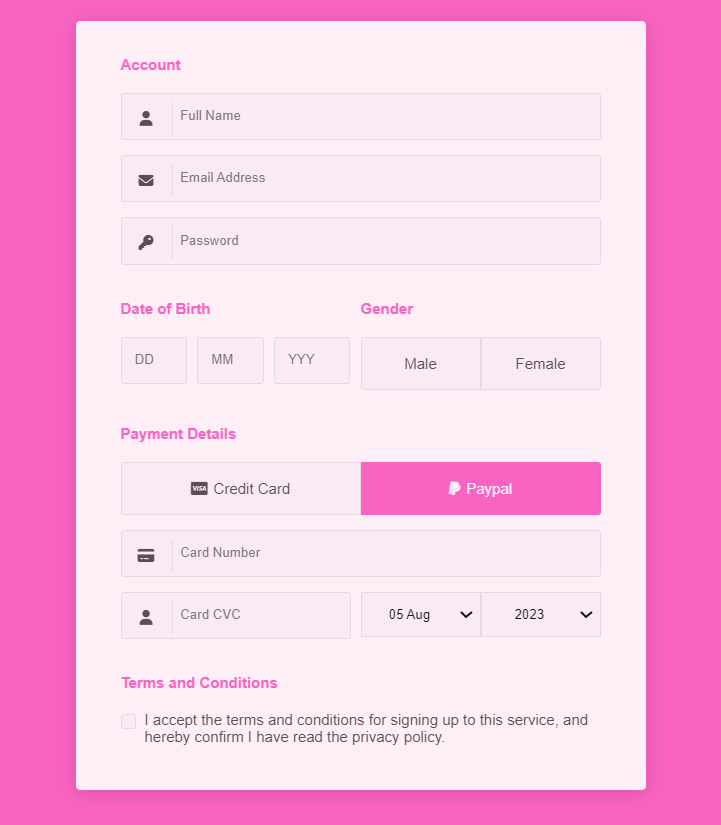 Account
Full Name
Email Address
Password
Date of Birth Gender
DD MM YYY Male Female
Payment Details
VISA Credit Card Paypal
Card Number
Card CVC 05 Aug 2023
Terms and Conditions
I accept the terms and conditions for signing up to this service, and
hereby confirm I have read the privacy policy.